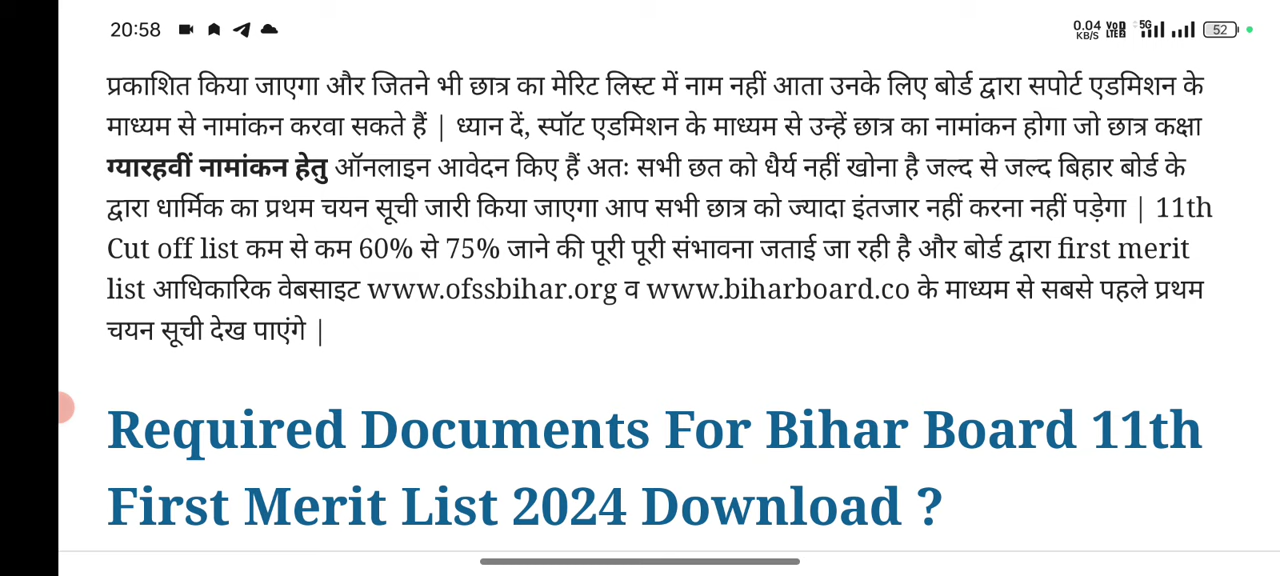 20:58 0.04 KB/S VoD LTE 2 5G 52
प्रकाशित किया जाएगा और जितने भी छात्र का मेरिट लिस्ट में नाम नहीं आता उनके लिए बोर्ड द्वारा सपोर्ट एडमिशन के
माध्यम से नामांकन करवा सकते हैं | ध्यान दें, स्पॉट एडमिशन के माध्यम से उन्हें छात्र का नामांकन होगा जो छात्र कक्षा
ग्यारहवीं नामांकन हेतु ऑनलाइन आवेदन किए हैं अतः सभी छत को धैर्य नहीं खोना है जल्द से जल्द बिहार बोर्ड के
द्वारा धार्मिक का प्रथम चयन सूची जारी किया जाएगा आप सभी छात्र को ज्यादा इंतजार नहीं करना नहीं पड़ेगा | 11th
Cut off list कम से कम 60% से 75% जाने की पूरी पूरी संभावना जताई जा रही है और बोर्ड द्वारा first merit
list आधिकारिक वेबसाइट www.ofssbihar.org व www.biharboard.co के माध्यम से सबसे पहले प्रथम
चयन सूची देख पाएंगे |
Required Documents For Bihar Board 11th
First Merit List 2024 Download ?